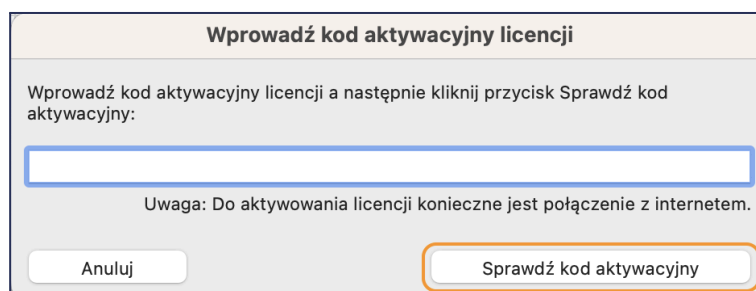 Wprowadź kod aktywacyjny licencji
Wprowadź kod aktywacyjny licencji a następnie kliknij przycisk Sprawdź kod
aktywacyjny:
Uwaga: Do aktywowania licencji konieczne jest połączenie z internetem.
Anuluj
Sprawdź kod aktywacyjny